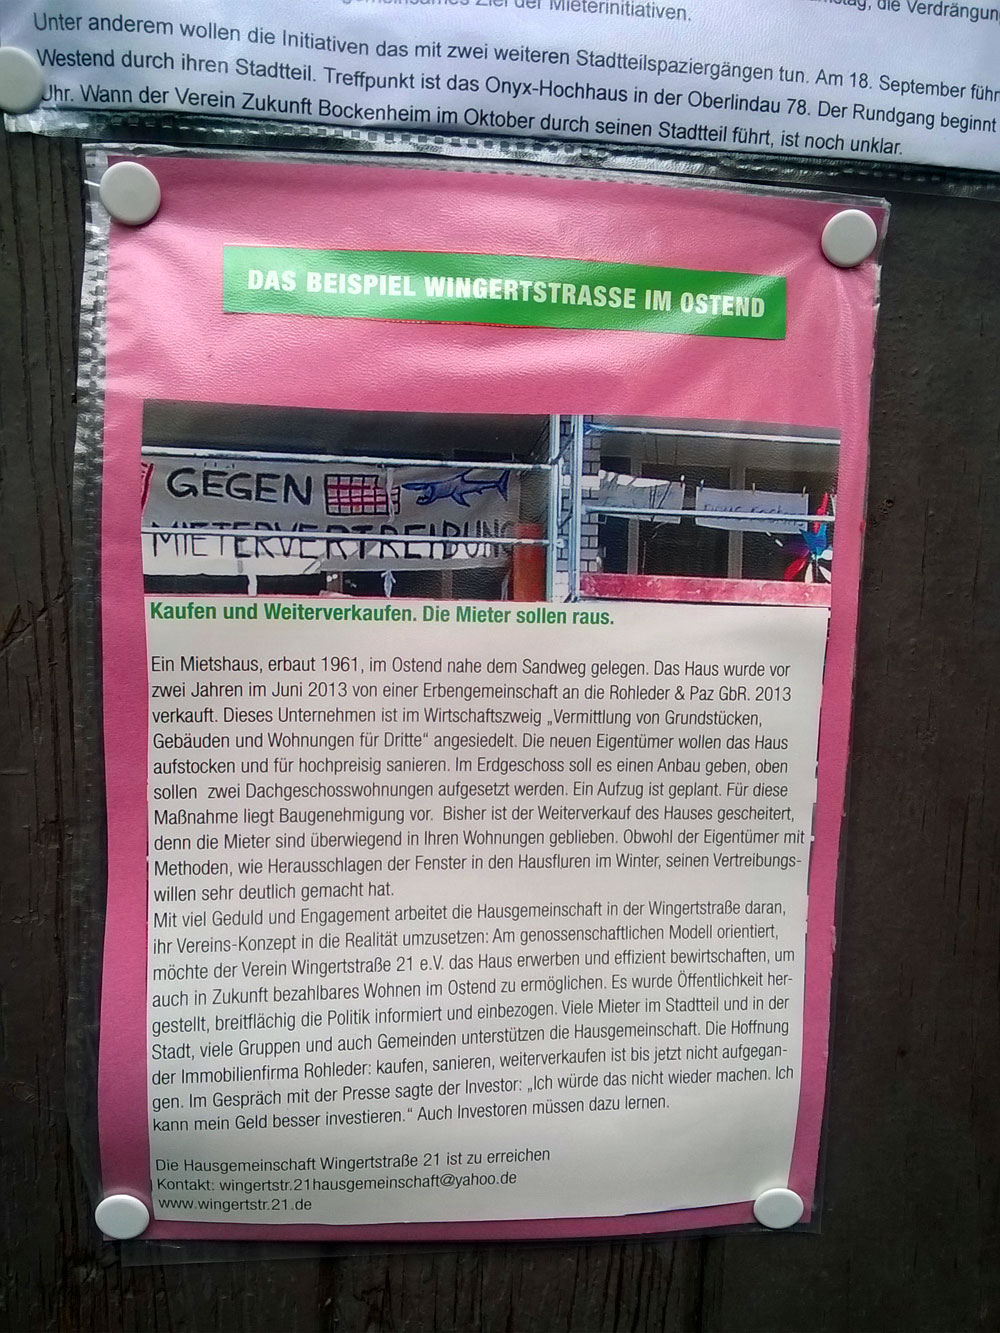 gemeinsames Ziel der Mieterinitiativen.
die Verdrängun
Unter anderem wollen die Initiativen das mit zwei weiteren Stadtteilspaziergängen tun. Am 18. September führ
Westend durch ihren Stadtteil. Treffpunkt ist das Onyx-Hochhaus in der Oberlindau 78. Der Rundgang beginnt
Uhr. Wann der Verein Zukunft Bockenheim im Oktober durch seinen Stadtteil führt, ist noch unklar.
DAS BEISPIEL WINGERTSTRASSE IM OSTEND
GEGEN
MIETERVERTREIBUNG
Kaufen und Weiterverkaufen. Die Mieter sollen raus.
Ein Mietshaus, erbaut 1961, im Ostend nahe dem Sandweg gelegen. Das Haus wurde vor
zwei Jahren im Juni 2013 von einer Erbengemeinschaft an die Rohleder & Paz GbR. 2013
verkauft. Dieses Unternehmen ist im Wirtschaftszweig „Vermittlung von Grundstücken,
Gebäuden und Wohnungen für Dritte“ angesiedelt. Die neuen Eigentümer wollen das Haus
aufstocken und für hochpreisig sanieren. Im Erdgeschoss soll es einen Anbau geben, oben
sollen zwei Dachgeschosswohnungen aufgesetzt werden. Ein Aufzug ist geplant. Für diese
Maßnahme liegt Baugenehmigung vor. Bisher ist der Weiterverkauf des Hauses gescheitert,
denn die Mieter sind überwiegend in Ihren Wohnungen geblieben. Obwohl der Eigentümer mit
Methoden, wie Herausschlagen der Fenster in den Hausfluren im Winter, seinen Vertreibungs-
willen sehr deutlich gemacht hat.
Mit viel Geduld und Engagement arbeitet die Hausgemeinschaft in der Wingertstraße daran,
ihr Vereins-Konzept in die Realität umzusetzen: Am genossenschaftlichen Modell orientiert,
möchte der Verein Wingertstraße 21 e.V. das Haus erwerben und effizient bewirtschaften, um
auch in Zukunft bezahlbares Wohnen im Ostend zu ermöglichen. Es wurde Öffentlichkeit her-
gestellt, breitflächig die Politik informiert und einbezogen. Viele Mieter im Stadtteil und in der
Stadt, viele Gruppen und auch Gemeinden unterstützen die Hausgemeinschaft. Die Hoffnung
der Immobilienfirma Rohleder: kaufen, sanieren, weiterverkaufen ist bis jetzt nicht aufgegan-
gen. Im Gespräch mit der Presse sagte der Investor: „Ich würde das nicht wieder machen. Ich
kann mein Geld besser investieren.“ Auch Investoren müssen dazu lernen.
Die Hausgemeinschaft Wingertstraße 21 ist zu erreichen
Kontakt: wingertstr.21hausgemeinschaft@yahoo.de
www.wingertstr.21.de